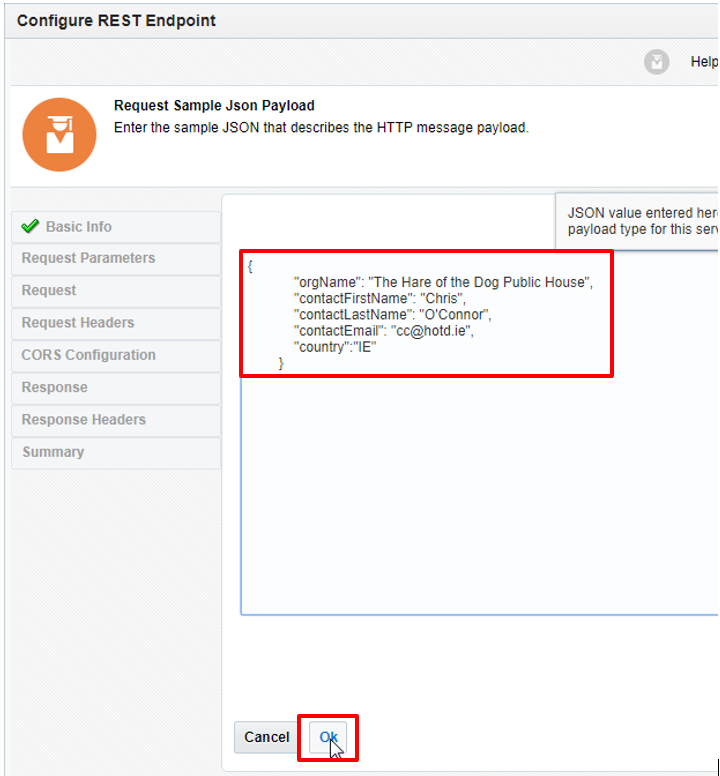 Configure REST Endpoint
Help
Request Sample Json Payload
Enter the sample JSON that describes the HTTP message payload.
JSON value entered here
payload type for this serv
Basic Info
Request Parameters
Request
Request Headers
CORS Configuration
Response
Response Headers
Summary
{
"orgName": "The Hare of the Dog Public House",
"contactFirstName": "Chris",
"contactLastName": "O'Connor",
"contactEmail": "cc@hotd.ie",
"country":"IE"
}
Cancel
Ok